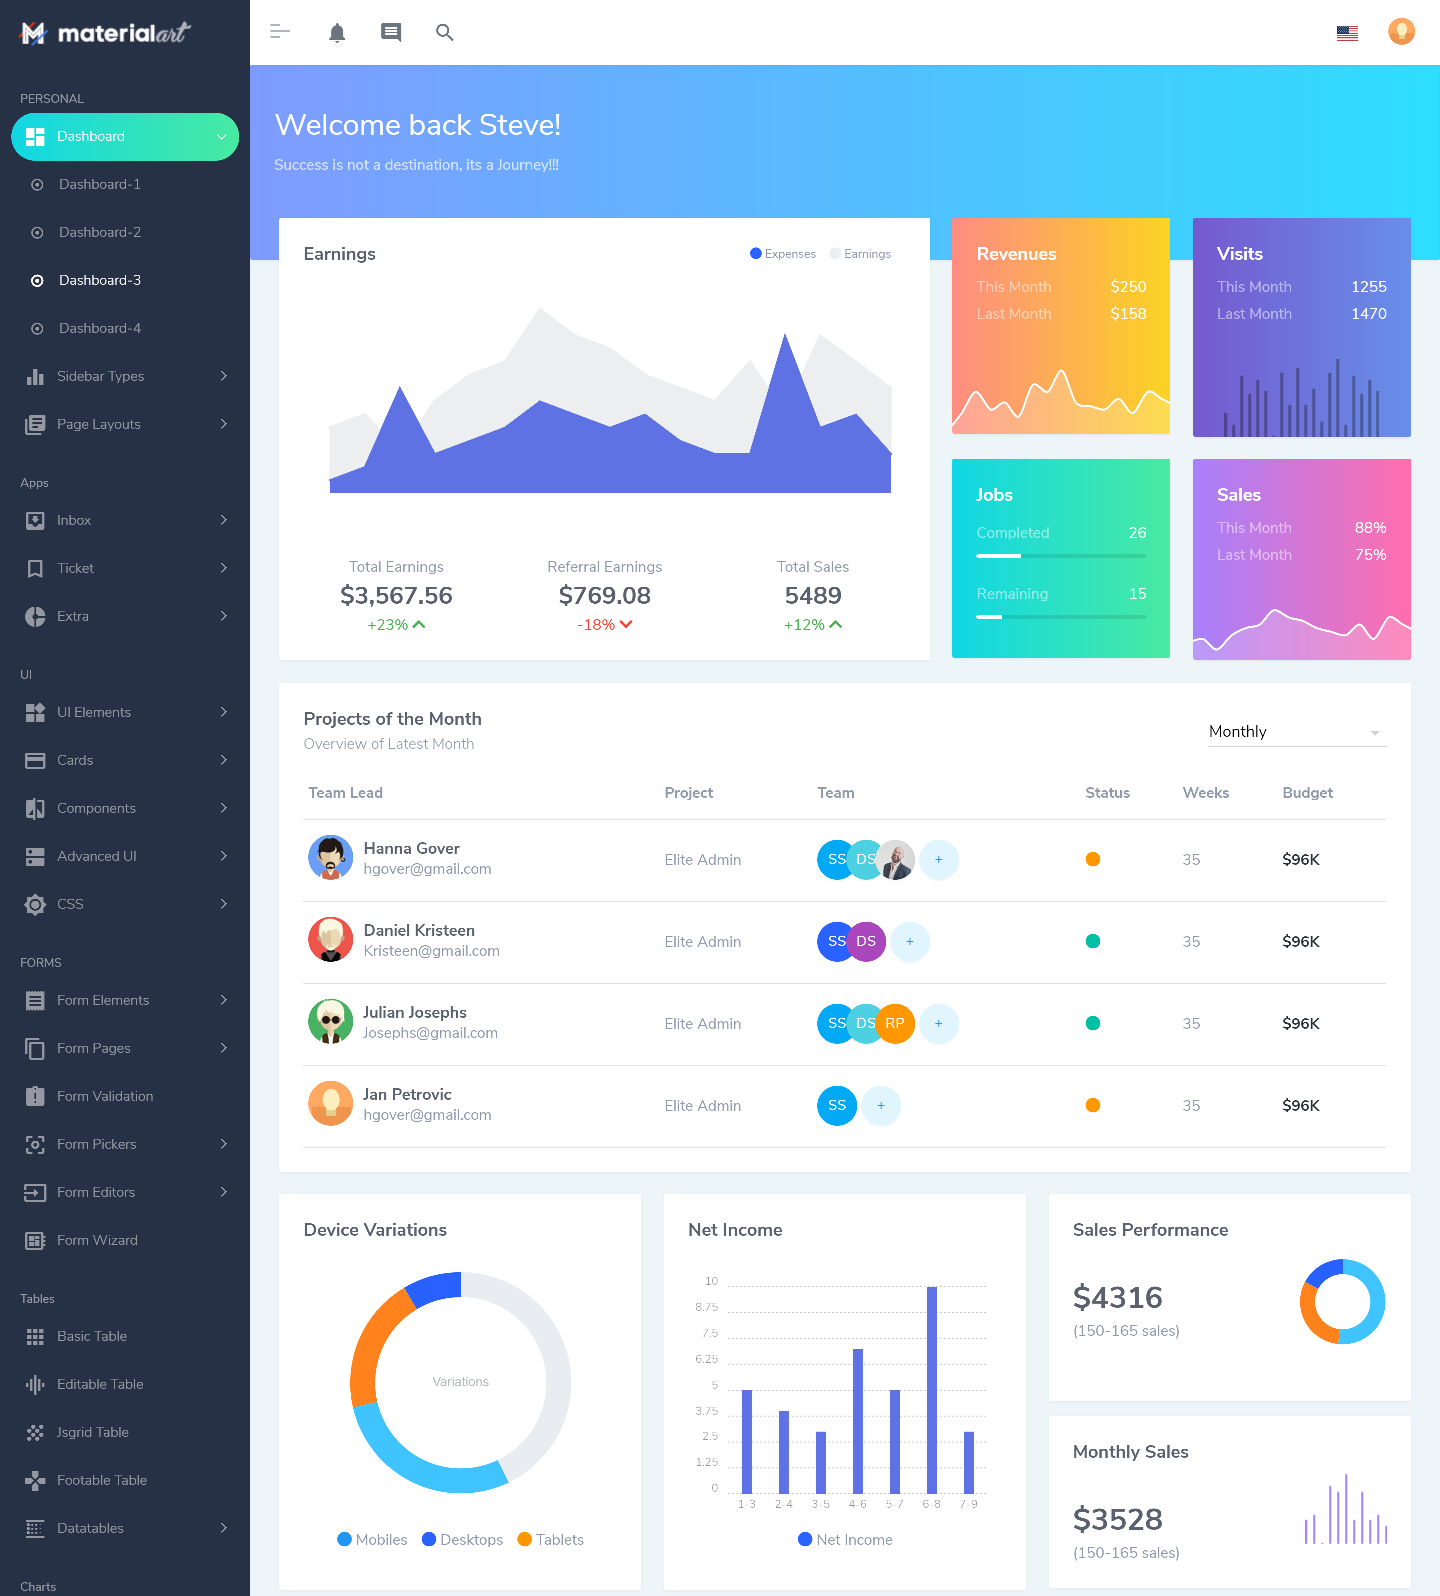 materialart
PERSONAL
Dashboard
Dashboard-1
Dashboard-2
Dashboard-3
Dashboard-4
Sidebar Types
Page Layouts
Apps
Inbox
Ticket
Extra
UI
UI Elements
Cards
Components
Advanced UI
CSS
FORMS
Form Elements
Form Pages
Form Validation
Form Pickers
Form Editors
Form Wizard
Tables
Basic Table
Editable Table
Jsgrid Table
Footable Table
Datatables
Charts
Welcome back Steve!
Success is not a destination, its a Journey!!!
Earnings
Expenses Earnings
Total Earnings Referral Earnings Total Sales
$3,567.56 $769.08 5489
+23% -18% +12%
Revenues
This Month $250
Last Month $158
Visits
This Month 1255
Last Month 1470
Jobs
Completed 26
Remaining 15
Sales
This Month 88%
Last Month 75%
Projects of the Month
Overview of Latest Month
Monthly
Team Lead Project Team Status Weeks Budget
Hanna Gover
hgover@gmail.com
Elite Admin SS DS + 35 $96K
Daniel Kristeen
Kristeen@gmail.com
Elite Admin SS DS + 35 $96K
Julian Josephs
Josephs@gmail.com
Elite Admin SS DS RP + 35 $96K
Jan Petrovic
hgover@gmail.com
Elite Admin SS + 35 $96K
Device Variations
Variations
Mobiles Desktops Tablets
Net Income
10
8.75
7.5
6.25
5
3.75
2.5
1.25
0
1-3 2-4 3-5 4-6 5-7 6-8 7-9
Net Income
Sales Performance
$4316
(150-165 sales)
Monthly Sales
$3528
(150-165 sales)